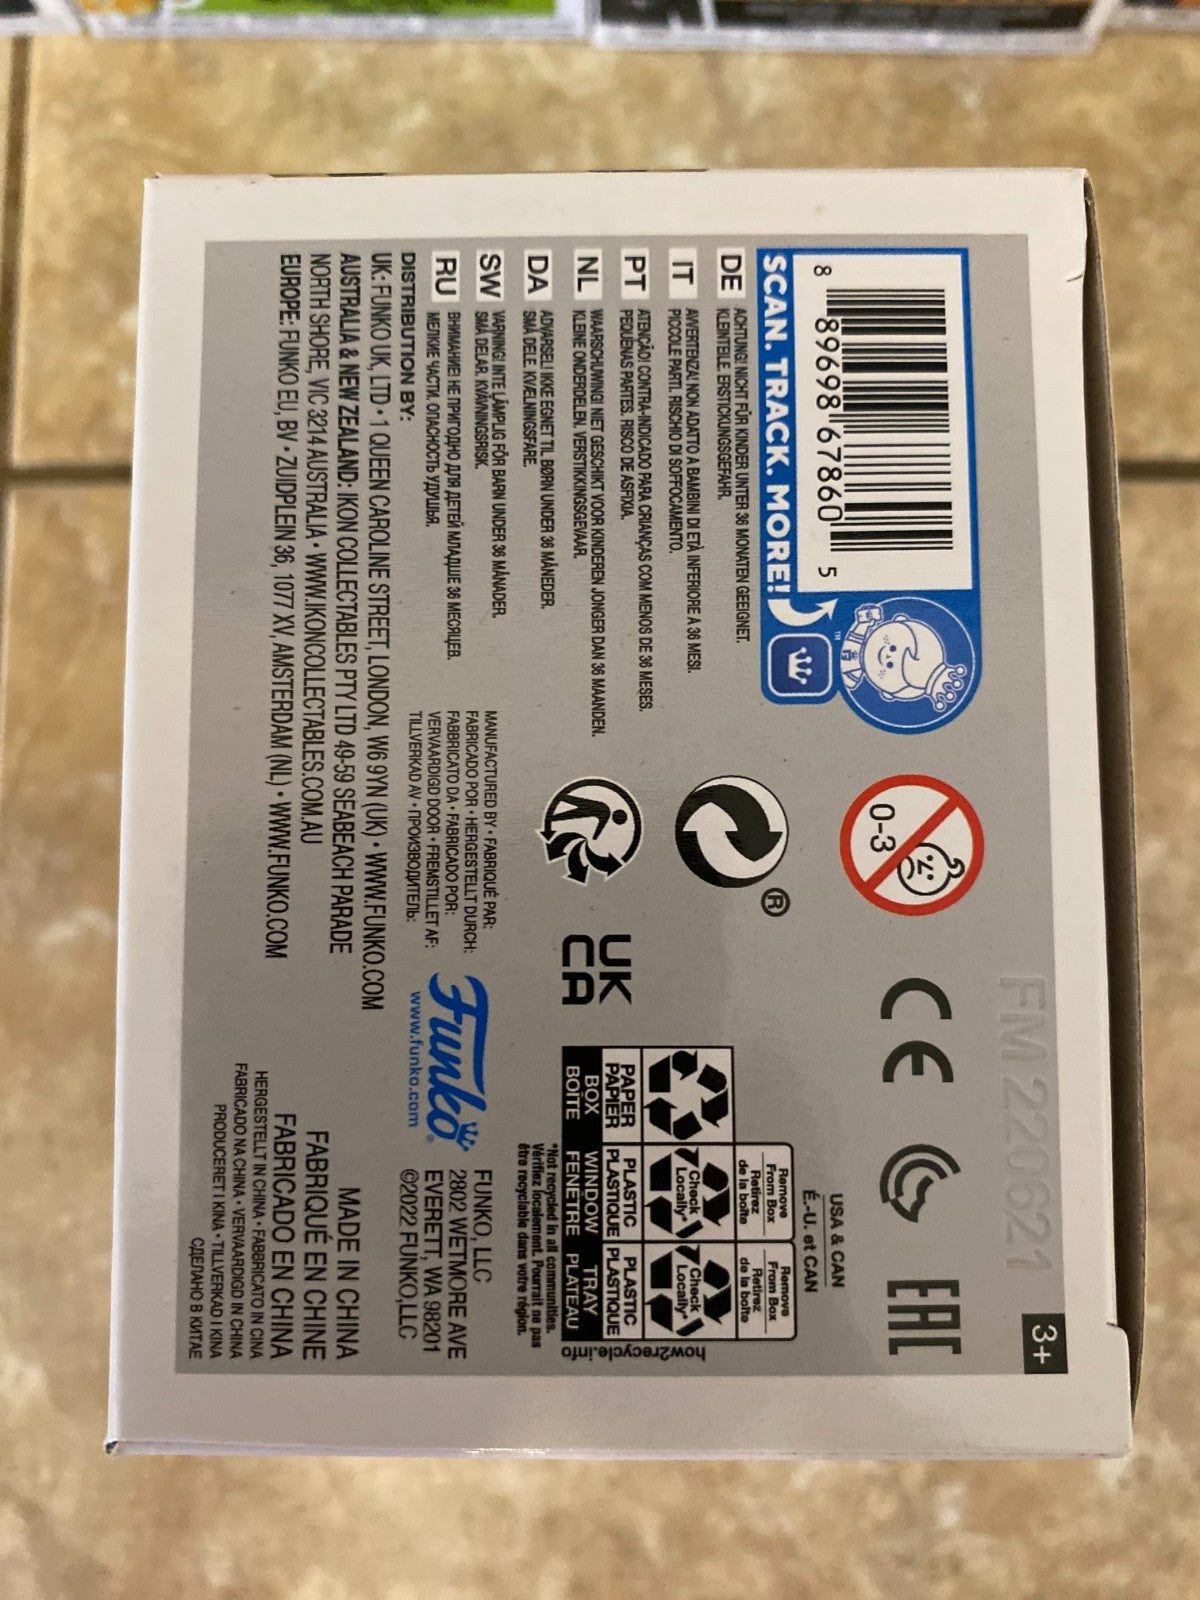 8 89698 67860 5
SCAN. TRACK. MORE!
™
DE ACHTUNG! NICHT FÜR KINDER UNTER 36 MONATEN GEEIGNET.
KLEINTEILE. ERSTICKUNGSGEFAHR.
IT AVVERTENZA! NON ADATTO A BAMBINI DI ETÀ INFERIORE A 36 MESI.
PICCOLE PARTI. RISCHIO DI SOFFOCAMENTO.
PT ATENÇÃO! CONTRA-INDICADO PARA CRIANÇAS COM MENOS DE 36 MESES.
PEQUENAS PARTES. RISCO DE ASFIXIA.
NL WAARSCHUWING! NIET GESCHIKT VOOR KINDEREN JONGER DAN 36 MAANDEN.
KLEINE ONDERDELEN. VERSTIKKINGSGEVAAR.
DA ADVARSEL! IKKE EGNET TIL BØRN UNDER 36 MÅNEDER.
SMÅ DELE. KVÆLNINGSFARE.
SW VARNING! INTE LÄMPLIG FÖR BARN UNDER 36 MÅNADER.
SMÅ DELAR. KVÄVNINGSRISK.
RU ВНИМАНИЕ! НЕ ПРИГОДНО ДЛЯ ДЕТЕЙ МЛАДШЕ 36 МЕСЯЦЕВ.
МЕЛКИЕ ЧАСТИ. ОПАСНОСТЬ УДУШЬЯ.
DISTRIBUTION BY:
UK: FUNKO UK, LTD • 1 QUEEN CAROLINE STREET, LONDON, W6 9YN (UK) • WWW.FUNKO.COM
AUSTRALIA & NEW ZEALAND: IKON COLLECTABLES PTY LTD 49-59 SEABEACH PARADE
NORTH SHORE, VIC 3214 AUSTRALIA • WWW.IKONCOLLECTABLES.COM.AU
EUROPE: FUNKO EU, BV • ZUIDPLEIN 36, 1077 XV, AMSTERDAM (NL) • WWW.FUNKO.COM
0-3
®
UK
CA
MANUFACTURED BY • FABRIQUÉ PAR:
FABRICADO POR • HERGESTELLT DURCH:
FABBRICATO DA • FABRICADO POR:
VERVAARDIGD DOOR • FREMSTILLET AF:
TILLVERKAD AV • ПРОИЗВОДИТЕЛЬ:
Funko®
www.funko.com
FM 220621
CE
EAC
3+
USA & CAN
É.-U. et CAN
Remove
From Box
Retirez
de la boîte
Remove
From Box
Retirez
de la boîte
Check
Locally*
Check
Locally*
PAPER
PAPIER
PLASTIC
PLASTIQUE
PLASTIC
PLASTIQUE
BOX
BOÎTE
WINDOW
FENÊTRE
TRAY
PLATEAU
how2recycle.info
*Not recycled in all communities.
Vérifiez localement. Pourrait ne pas
être recyclable dans votre région.
FUNKO, LLC
2802 WETMORE AVE
EVERETT, WA 98201
©2022 FUNKO,LLC
MADE IN CHINA
FABRIQUÉ EN CHINE
FABRICADO EN CHINA
HERGESTELLT IN CHINA • FABBRICATO IN CINA
FABRICADO NA CHINA • VERVAARDIGD IN CHINA
PRODUCERET I KINA • TILLVERKAD I KINA
СДЕЛАНО В КИТАЕ